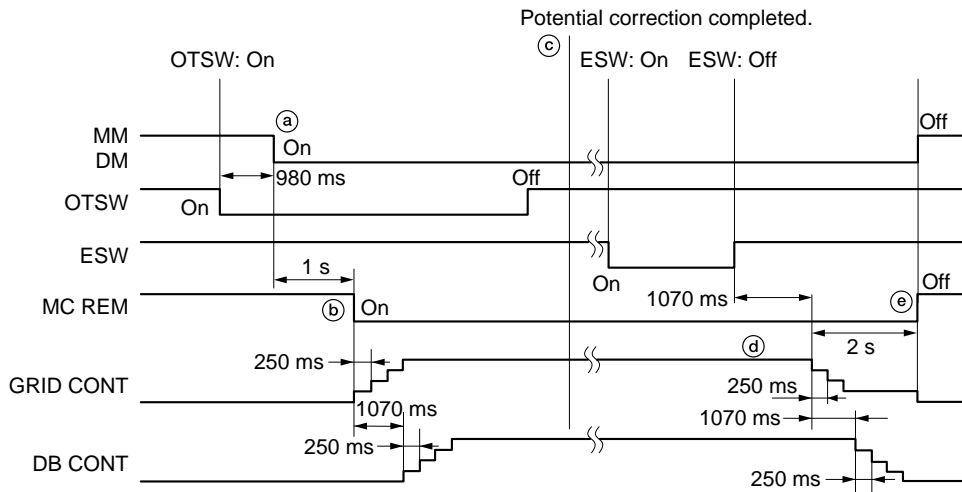 Potential correction completed.
ⓒ
OTSW: On
ESW: On
ESW: Off
ⓐ
Off
MM
DM
On
980 ms
Off
OTSW
On
ESW
1 s
On
1070 ms
Off
MC REM
ⓑ
On
ⓔ
2 s
ⓓ
250 ms
GRID CONT
250 ms
1070 ms
1070 ms
250 ms
DB CONT
250 ms